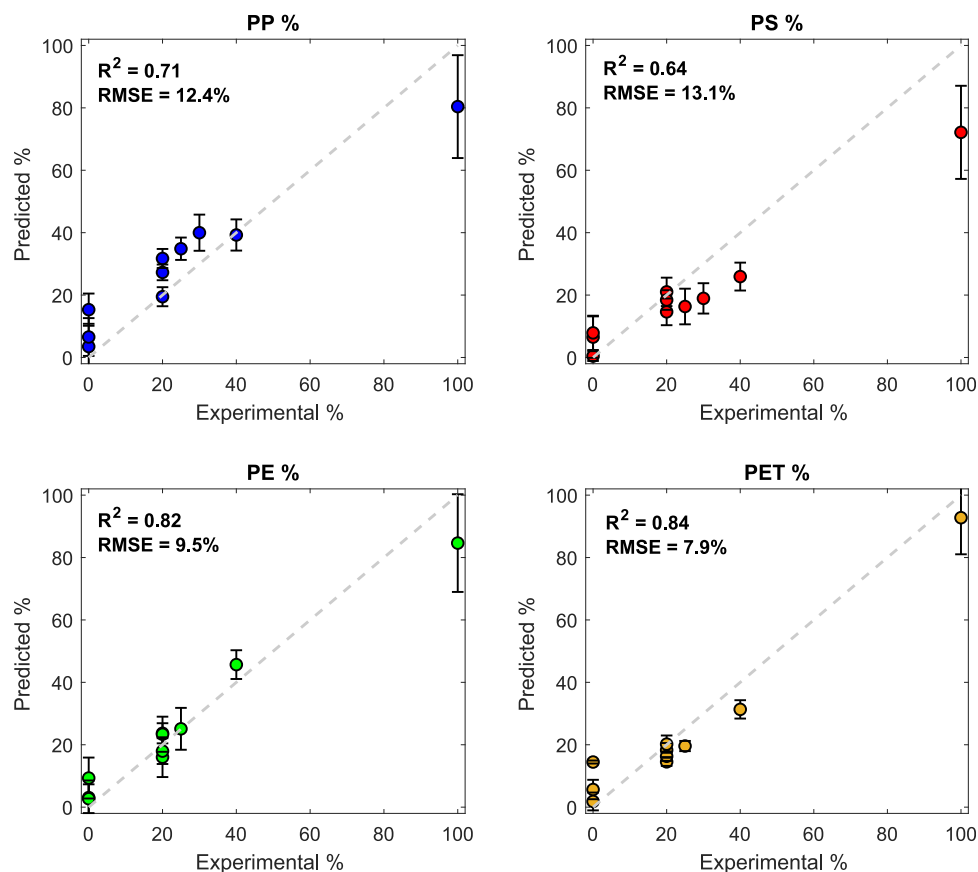 PP %
R² = 0.71
RMSE = 12.4%
Predicted %
100
80
60
40
20
0
0 20 40 60 80 100
Experimental %
PS %
R² = 0.64
RMSE = 13.1%
Predicted %
100
80
60
40
20
0
0 20 40 60 80 100
Experimental %
PE %
R² = 0.82
RMSE = 9.5%
Predicted %
100
80
60
40
20
0
0 20 40 60 80 100
Experimental %
PET %
R² = 0.84
RMSE = 7.9%
Predicted %
100
80
60
40
20
0
0 20 40 60 80 100
Experimental %